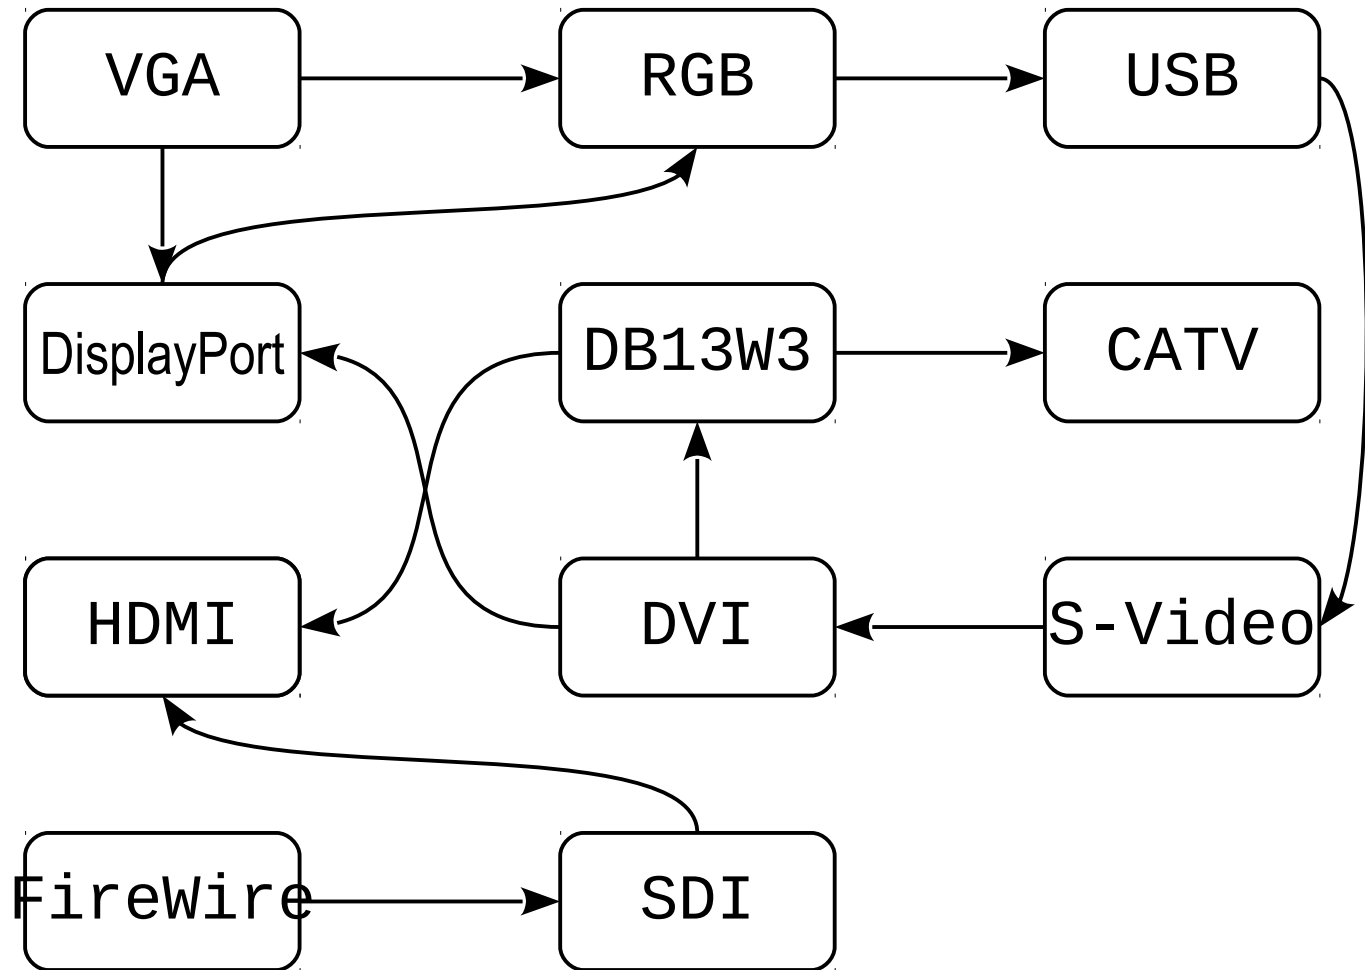 VGA
RGB
USB
DisplayPort
DB13W3
CATV
HDMI
DVI
S-Video
FireWire
SDI